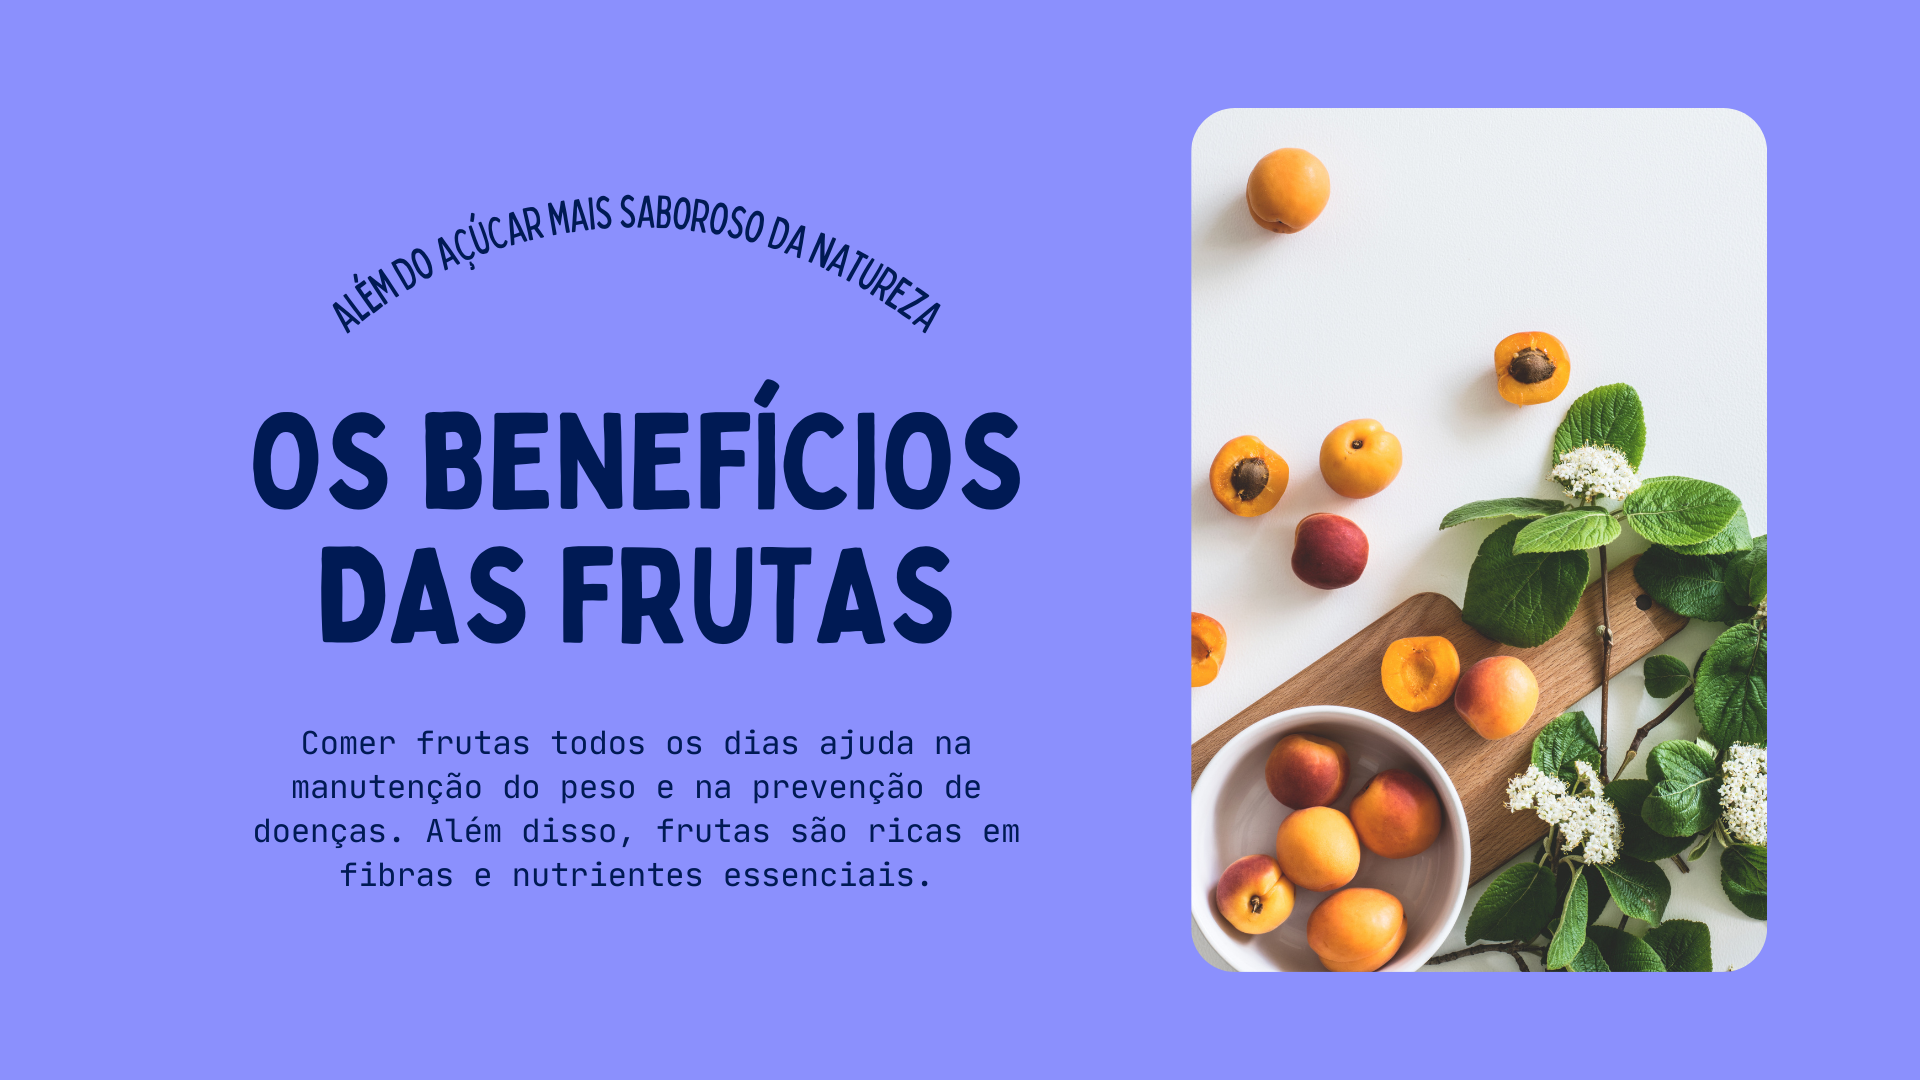 ALÉM DO AÇÚCAR MAIS SABOROSO DA NATUREZA
OS BENEFÍCIOS
DAS FRUTAS
Comer frutas todos os dias ajuda na
manutenção do peso e na prevenção de
doenças. Além disso, frutas são ricas em
fibras e nutrientes essenciais.